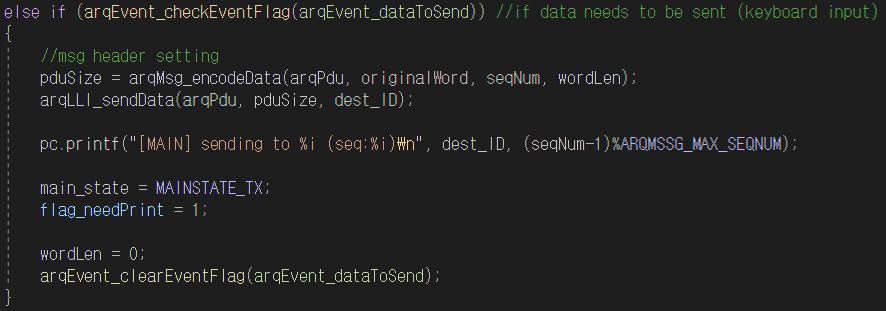 else if (arqEvent_checkEventFlag(arqEvent_dataToSend)) //if data needs to be sent (keyboard input)
{
//msg header setting
pduSize = arqMsg_encodeData(arqPdu, originalWord, seqNum, wordLen);
arqLLI_sendData(arqPdu, pduSize, dest_ID);
pc.printf("[MAIN] sending to %i (seq:%i)₩n", dest_ID, (seqNum-1)%ARQMSSG_MAX_SEQNUM);
main_state = MAINSTATE_TX;
flag_needPrint = 1;
wordLen = 0;
arqEvent_clearEventFlag(arqEvent_dataToSend);
}